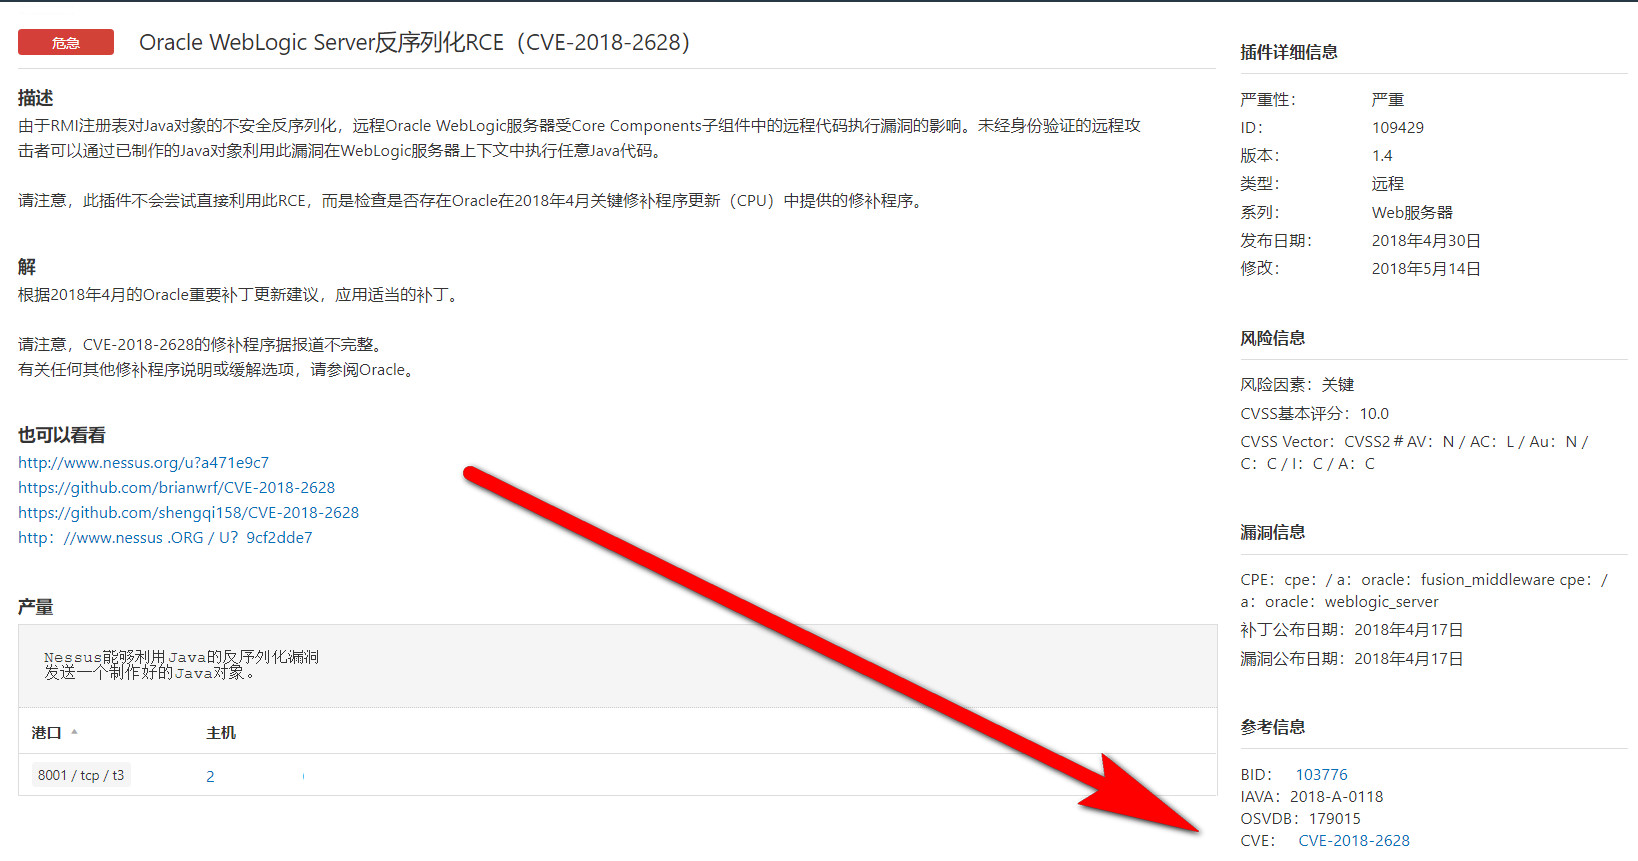 危急
Oracle WebLogic Server反序列化RCE（CVE-2018-2628）
描述
由于RMI注册表对Java对象的不安全反序列化，远程Oracle WebLogic服务器受Core Components子组件中的远程代码执行漏洞的影响。未经身份验证的远程攻
击者可以通过已制作的Java对象利用此漏洞在WebLogic服务器上下文中执行任意Java代码。
请注意，此插件不会尝试直接利用此RCE，而是检查是否存在Oracle在2018年4月关键修补程序更新（CPU）中提供的修补程序。
解
根据2018年4月的Oracle重要补丁更新建议，应用适当的补丁。
请注意，CVE-2018-2628的修补程序据报道不完整。
有关任何其他修补程序说明或缓解选项，请参阅Oracle。
也可以看看
http://www.nessus.org/u?a471e9c7
https://github.com/brianwrf/CVE-2018-2628
https://github.com/shengqi158/CVE-2018-2628
http：//www.nessus .ORG / U？9cf2dde7
产量
Nessus能够利用Java的反序列化漏洞
发送一个制作好的Java对象。
港口 主机
8001 / tcp / t3 2
插件详细信息
严重性： 严重
ID： 109429
版本： 1.4
类型： 远程
系列： Web服务器
发布日期： 2018年4月30日
修改： 2018年5月14日
风险信息
风险因素：关键
CVSS基本评分：10.0
CVSS Vector：CVSS2＃AV：N / AC：L / Au：N /
C：C / I：C / A：C
漏洞信息
CPE：cpe：/ a：oracle：fusion_middleware cpe：/
a：oracle：weblogic_server
补丁公布日期：2018年4月17日
漏洞公布日期：2018年4月17日
参考信息
BID： 103776
IAVA：2018-A-0118
OSVDB：179015
CVE： CVE-2018-2628